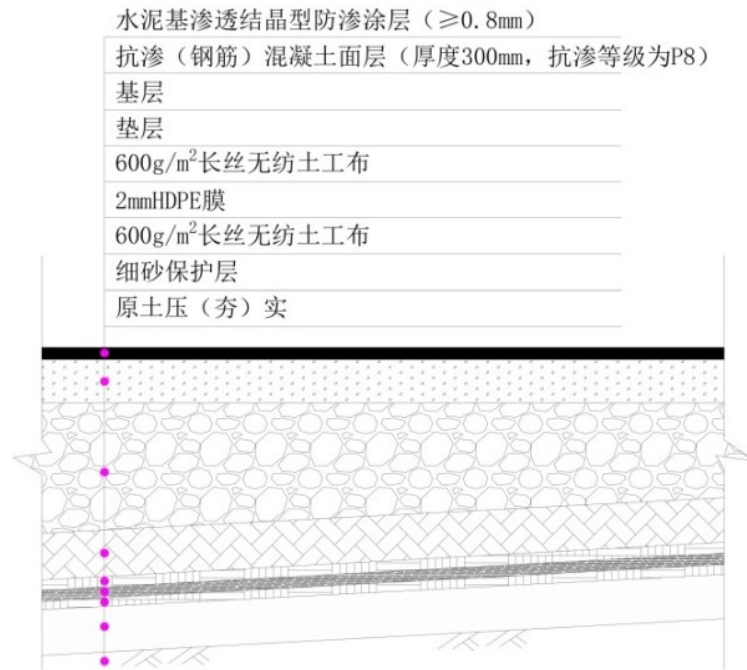 水泥基渗透结晶型防渗涂层（≥0.8mm）
抗渗（钢筋）混凝土面层（厚度300mm，抗渗等级为P8）
基层
垫层
600g/m²长丝无纺土工布
2mmHDPE膜
600g/m²长丝无纺土工布
细砂保护层
原土压（夯）实